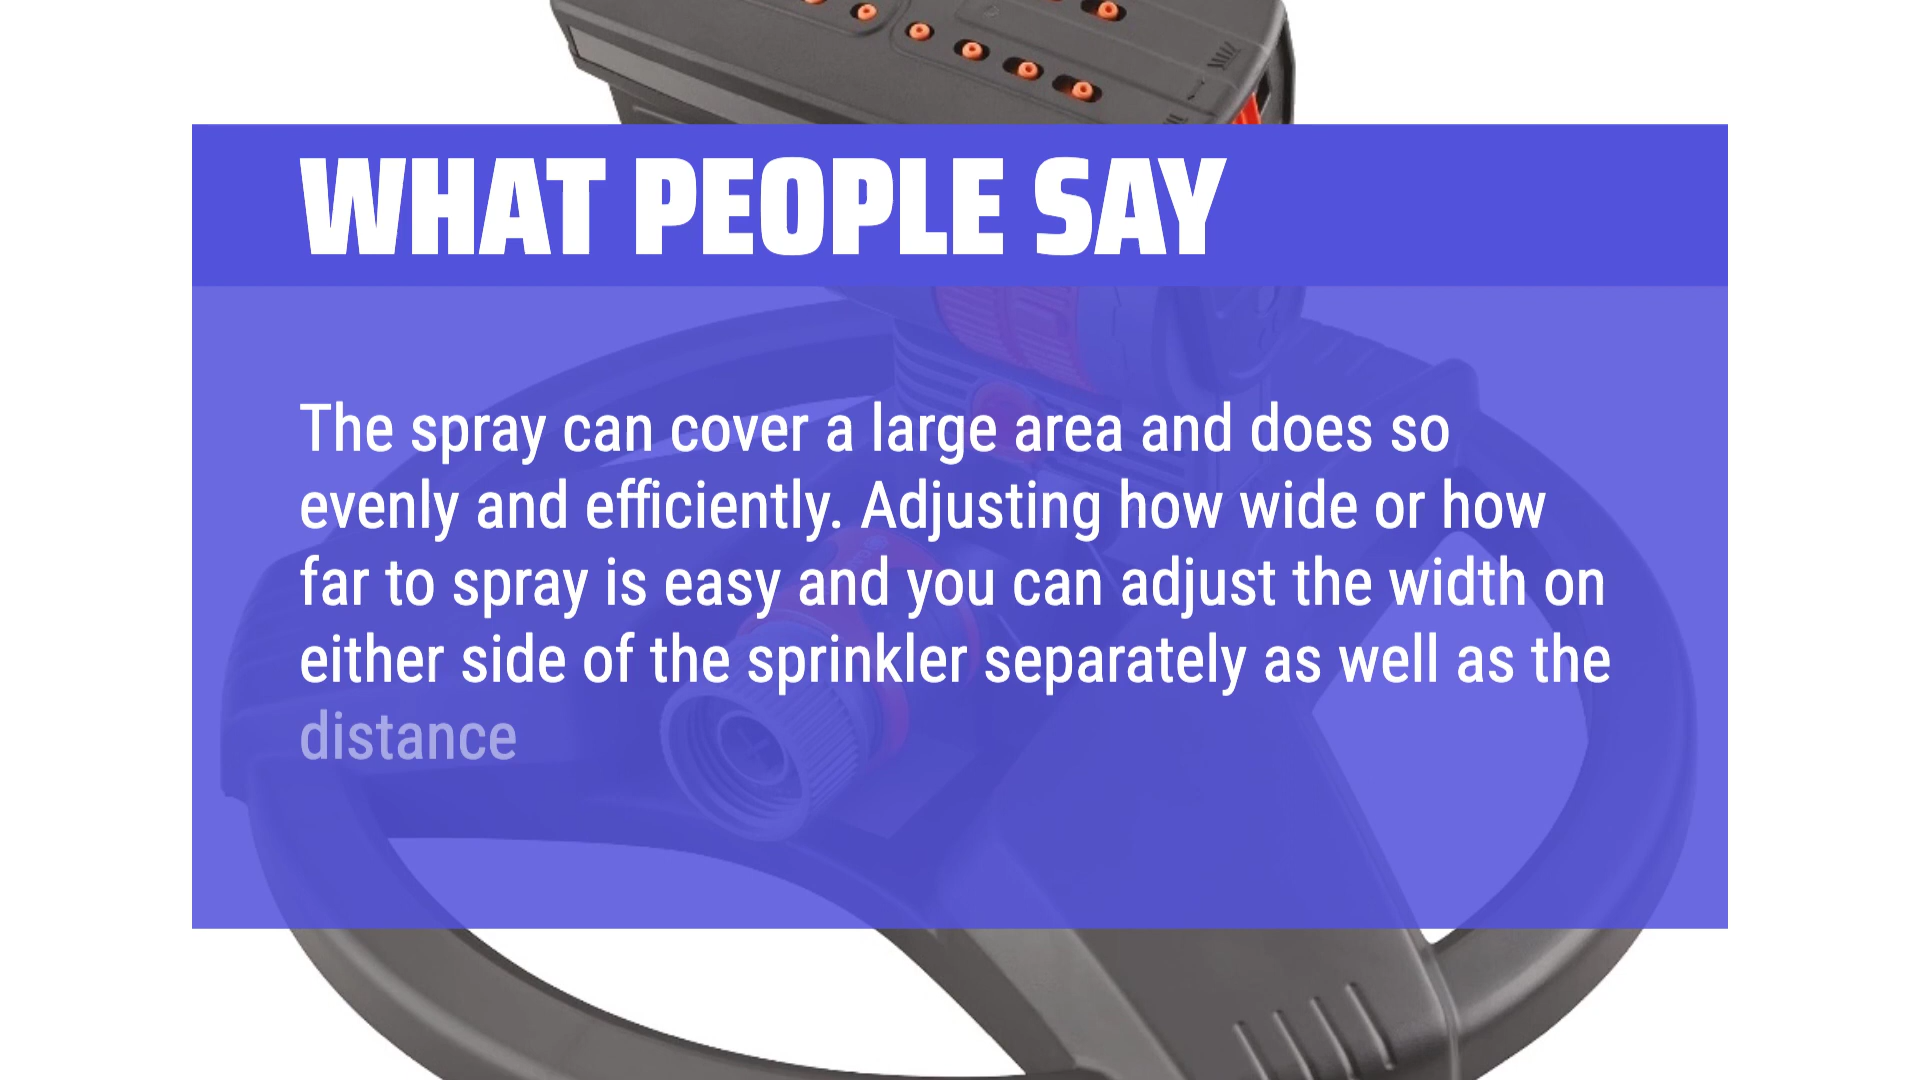 WHAT PEOPLE SAY
The spray can cover a large area and does so
evenly and efficiently. Adjusting how wide or how
far to spray is easy and you can adjust the width on
either side of the sprinkler separately as well as the
distance